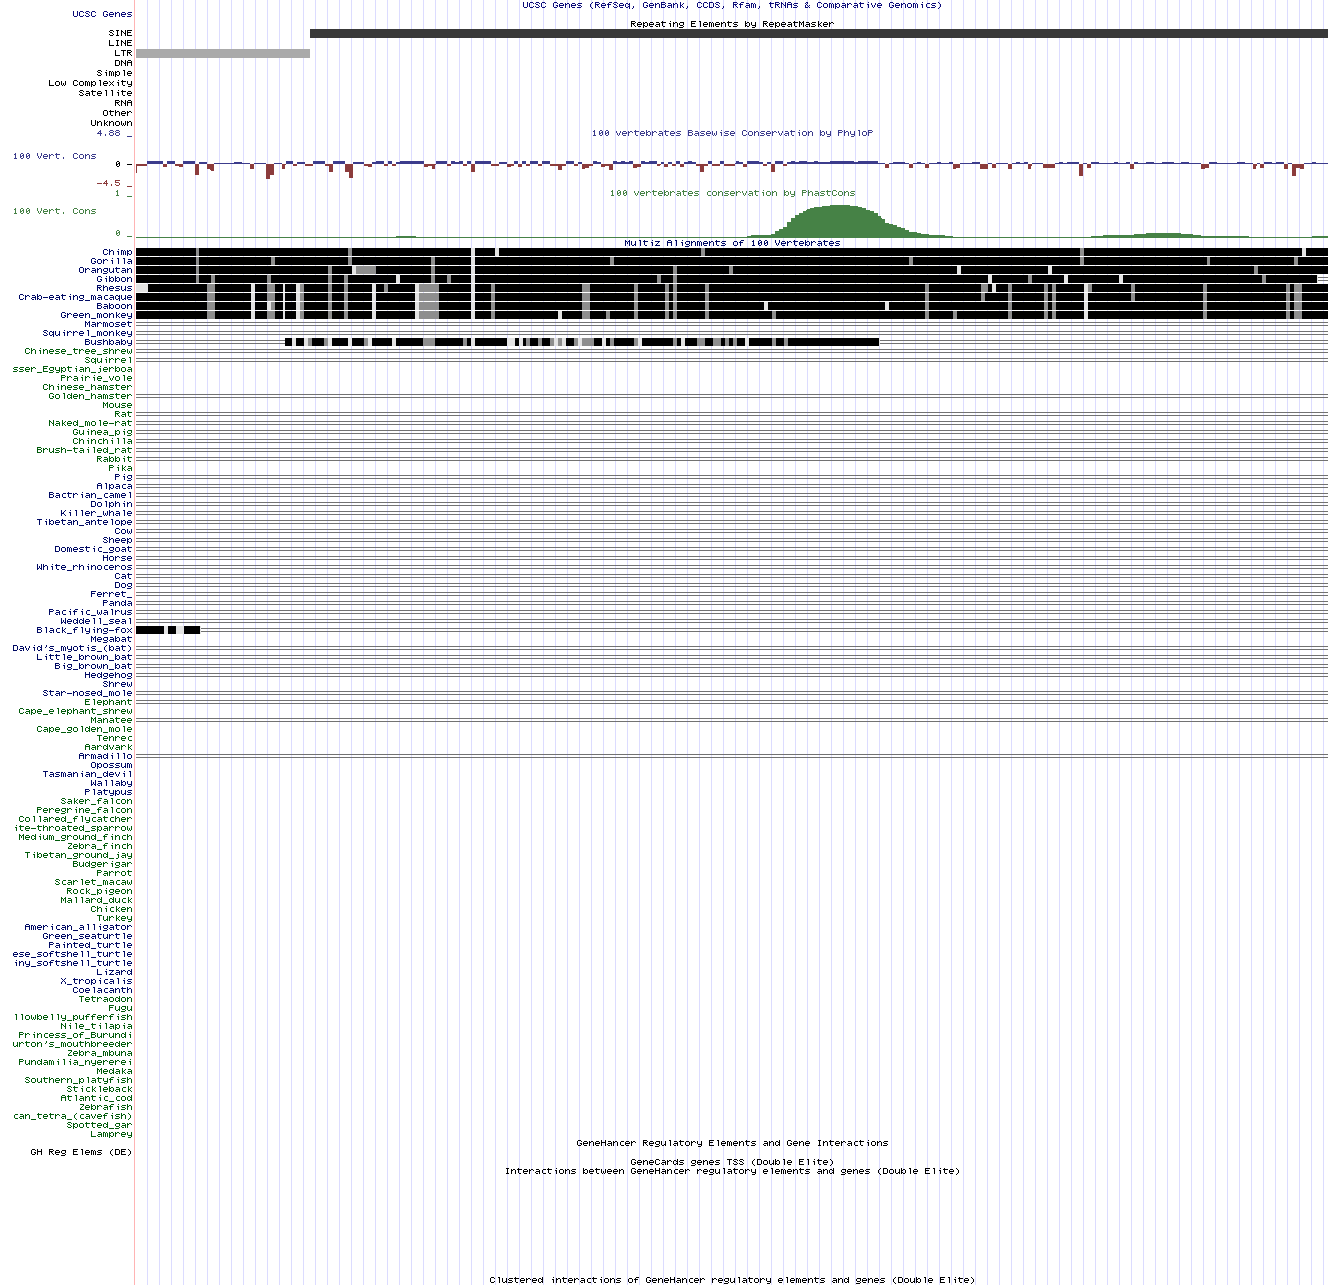 UCSC Genes (RefSeq, GenBank, CCDS, Rfam, tRNAs & Comparative Genomics)
UCSC Genes
Repeating Elements by RepeatMasker
SINE
LINE
LTR
DNA
Simple
Low Complexity
Satellite
RNA
Other
Unknown
4.88 _
100 vertebrates Basewise Conservation by PhyloP
100 Vert. Cons
0 _
-4.5 _
1 _
100 vertebrates conservation by PhastCons
100 Vert. Cons
0 _
Multiz Alignments of 100 Vertebrates
Chimp
Gorilla
Orangutan
Gibbon
Rhesus
Crab-eating_macaque
Baboon
Green_monkey
Marmoset
Squirrel_monkey
Bushbaby
Chinese_tree_shrew
Squirrel
sser_Egyptian_jerboa
Prairie_vole
Chinese_hamster
Golden_hamster
Mouse
Rat
Naked_mole-rat
Guinea_pig
Chinchilla
Brush-tailed_rat
Rabbit
Pika
Pig
Alpaca
Bactrian_camel
Dolphin
Killer_whale
Tibetan_antelope
Cow
Sheep
Domestic_goat
Horse
White_rhinoceros
Cat
Dog
Ferret_
Panda
Pacific_walrus
Weddell_seal
Black_flying-fox
Megabat
David's_myotis_(bat)
Little_brown_bat
Big_brown_bat
Hedgehog
Shrew
Star-nosed_mole
Elephant
Cape_elephant_shrew
Manatee
Cape_golden_mole
Tenrec
Aardvark
Armadillo
Opossum
Tasmanian_devil
Wallaby
Platypus
Saker_falcon
Peregrine_falcon
Collared_flycatcher
ite-throated_sparrow
Medium_ground_finch
Zebra_finch
Tibetan_ground_jay
Budgerigar
Parrot
Scarlet_macaw
Rock_pigeon
Mallard_duck
Chicken
Turkey
American_alligator
Green_seaturtle
Painted_turtle
ese_softshell_turtle
iny_softshell_turtle
Lizard
X_tropicalis
Coelacanth
Tetraodon
Fugu
llowbelly_pufferfish
Nile_tilapia
Princess_of_Burundi
urton's_mouthbreeder
Zebra_mbuna
Pundamilia_nyererei
Medaka
Southern_platyfish
Stickleback
Atlantic_cod
Zebrafish
can_tetra_(cavefish)
Spotted_gar
Lamprey
GeneHancer Regulatory Elements and Gene Interactions
GH Reg Elems (DE)
GeneCards genes TSS (Double Elite)
Interactions between GeneHancer regulatory elements and genes (Double Elite)
Clustered interactions of GeneHancer regulatory elements and genes (Double Elite)